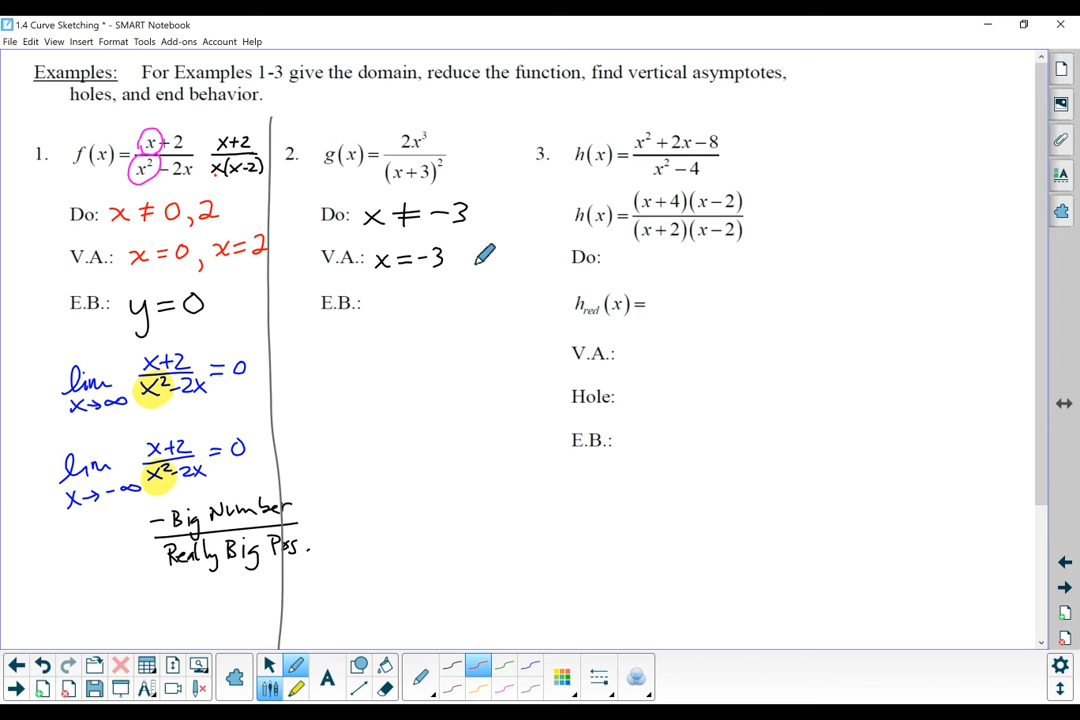 1.4 Curve Sketching * - SMART Notebook
File Edit View Insert Format Tools Add-ons Account Help
Examples: For Examples 1-3 give the domain, reduce the function, find vertical asymptotes,
holes, and end behavior.
1. f(x) = (x+2)/(x² − 2x) (x+2)/(x(x-2))
Do: x ≠ 0, 2
V.A.: x = 0, x = 2
E.B.: y = 0
lim x→∞ (x+2)/(x²-2x) = 0
lim x→-∞ (x+2)/(x²-2x) = 0
- Big Number
Really Big Pos.
2. g(x) = 2x³/(x+3)²
Do: x ≠ -3
V.A.: x = -3
E.B.:
3. h(x) = (x² + 2x − 8)/(x² − 4)
h(x) = ((x+4)(x−2))/((x+2)(x−2))
Do:
h_red(x) =
V.A.:
Hole:
E.B.:
A